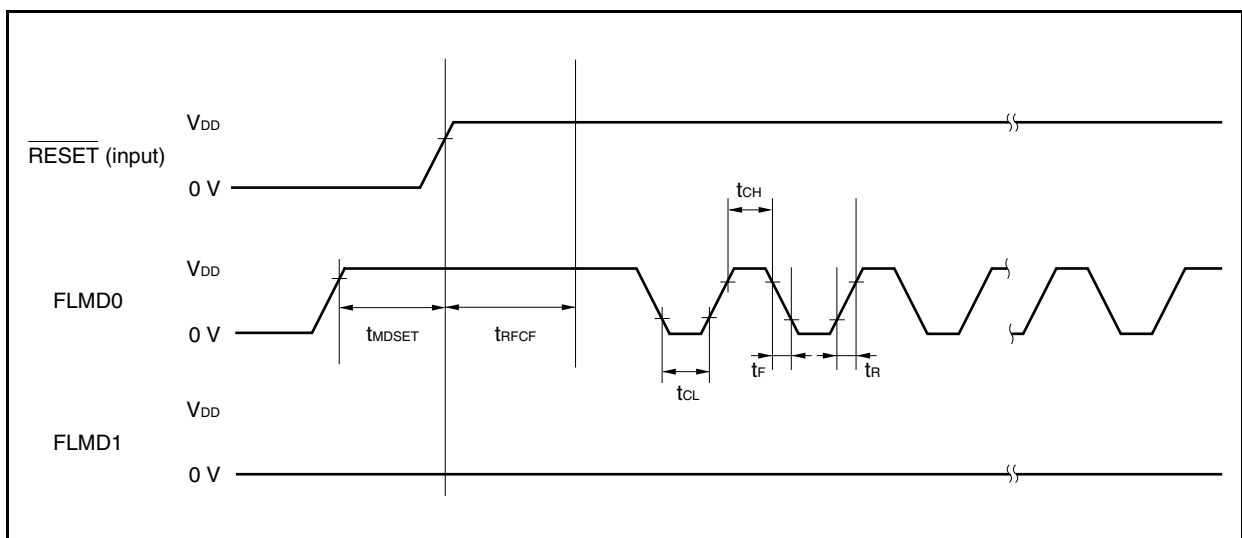 VDD
RESET (input)
0 V
tCH
VDD
FLMD0
tMDSET
tRFCF
0 V
tF
tR
tCL
VDD
FLMD1
0 V